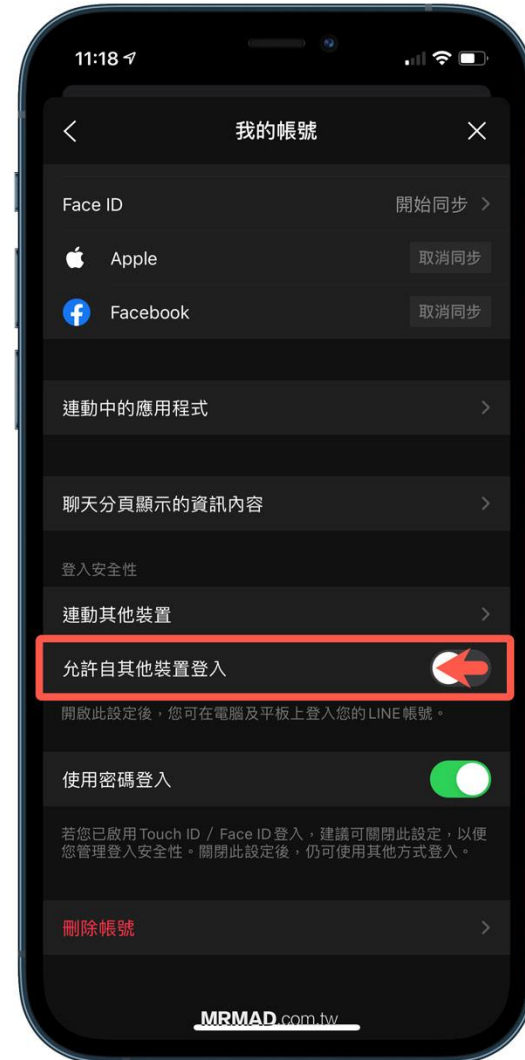 11:18
我的帳號
Face ID 開始同步
Apple 取消同步
Facebook 取消同步
連動中的應用程式
聊天分頁顯示的資訊內容
登入安全性
連動其他裝置
允許自其他裝置登入
開啟此設定後，您可在電腦及平板上登入您的LINE帳號。
使用密碼登入
若您已啟用Touch ID / Face ID登入，建議可關閉此設定，以便
您管理登入安全性。關閉此設定後，仍可使用其他方式登入。
刪除帳號
MRMAD.com.tw